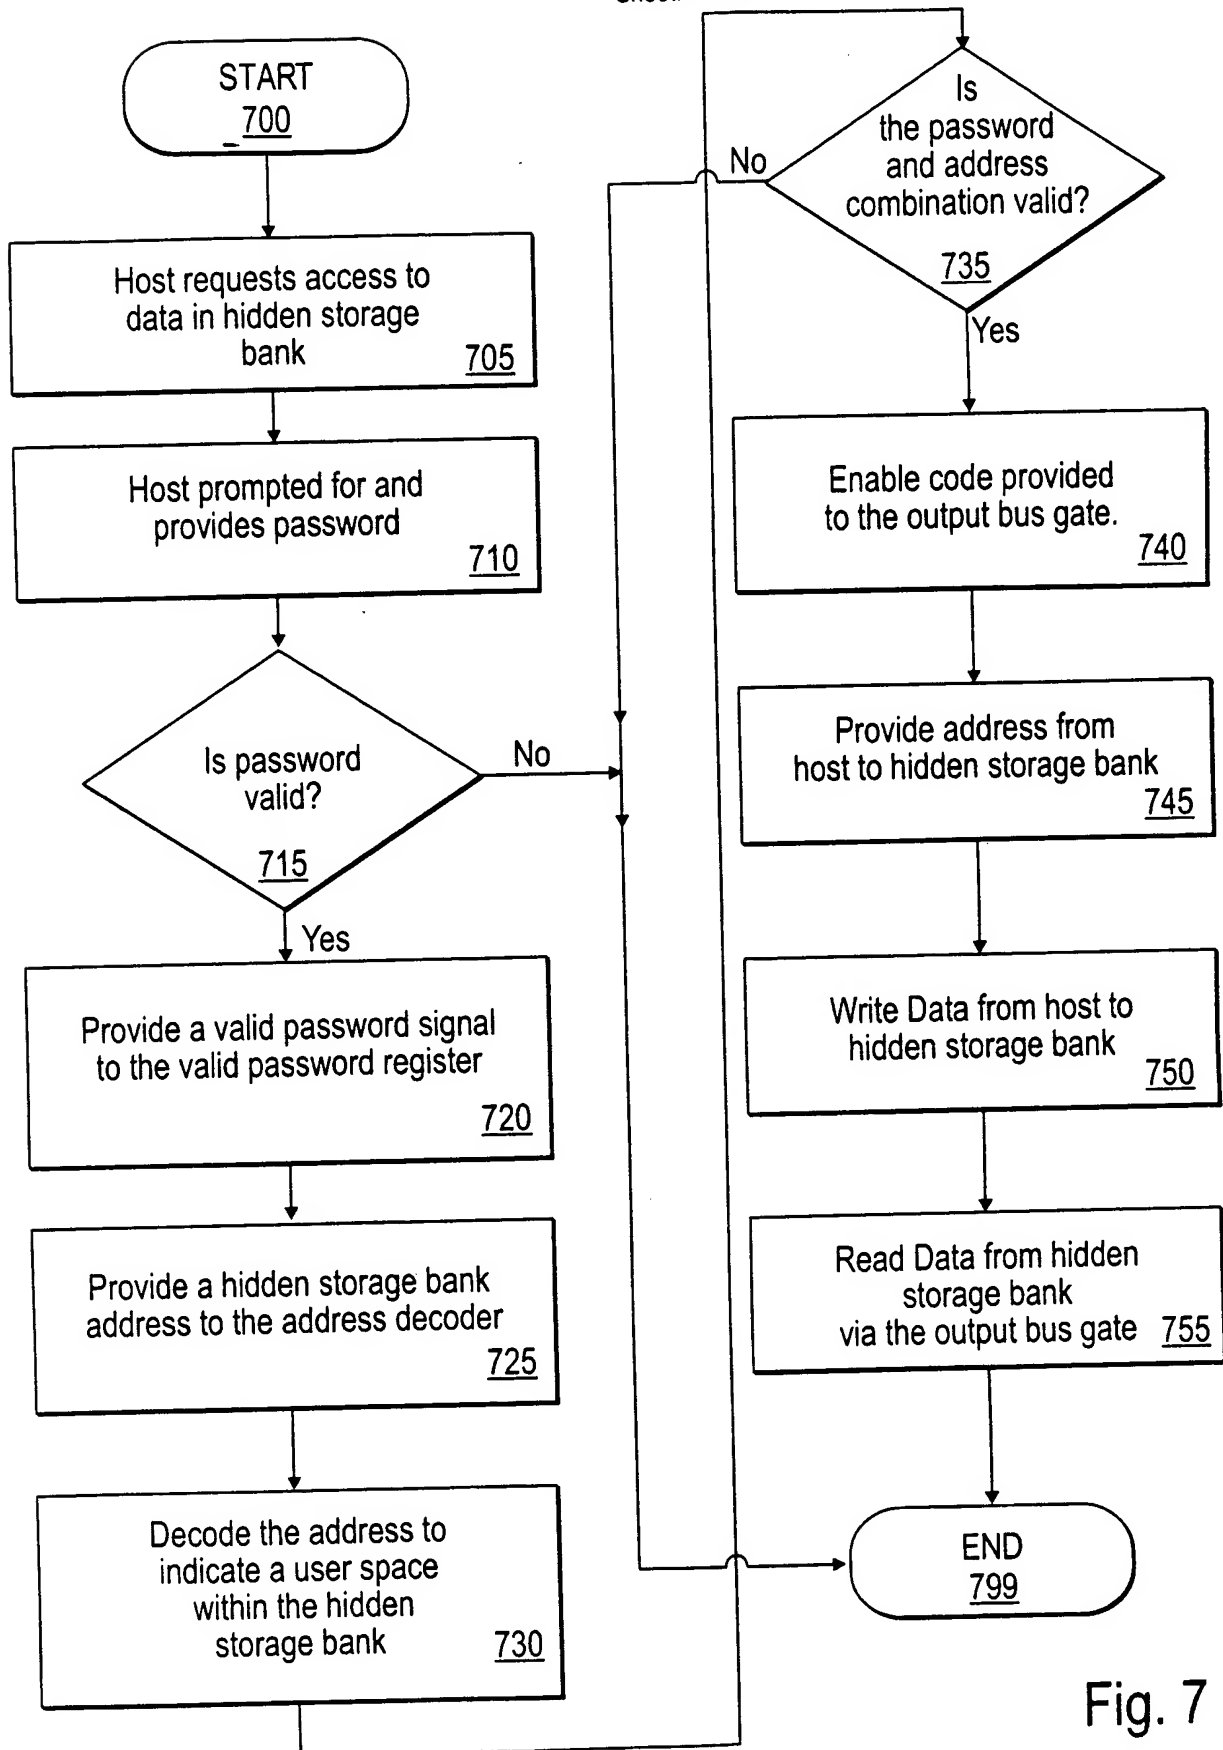 START
700
Host requests access to
data in hidden storage
bank
705
Host prompted for and
provides password
710
Is password
valid?
715
No
Yes
Provide a valid password signal
to the valid password register
720
Provide a hidden storage bank
address to the address decoder
725
Decode the address to
indicate a user space
within the hidden
storage bank
730
Is
the password
and address
combination valid?
735
No
Yes
Enable code provided
to the output bus gate.
740
Provide address from
host to hidden storage bank
745
Write Data from host to
hidden storage bank
750
Read Data from hidden
storage bank
via the output bus gate 755
END
799
Fig. 7